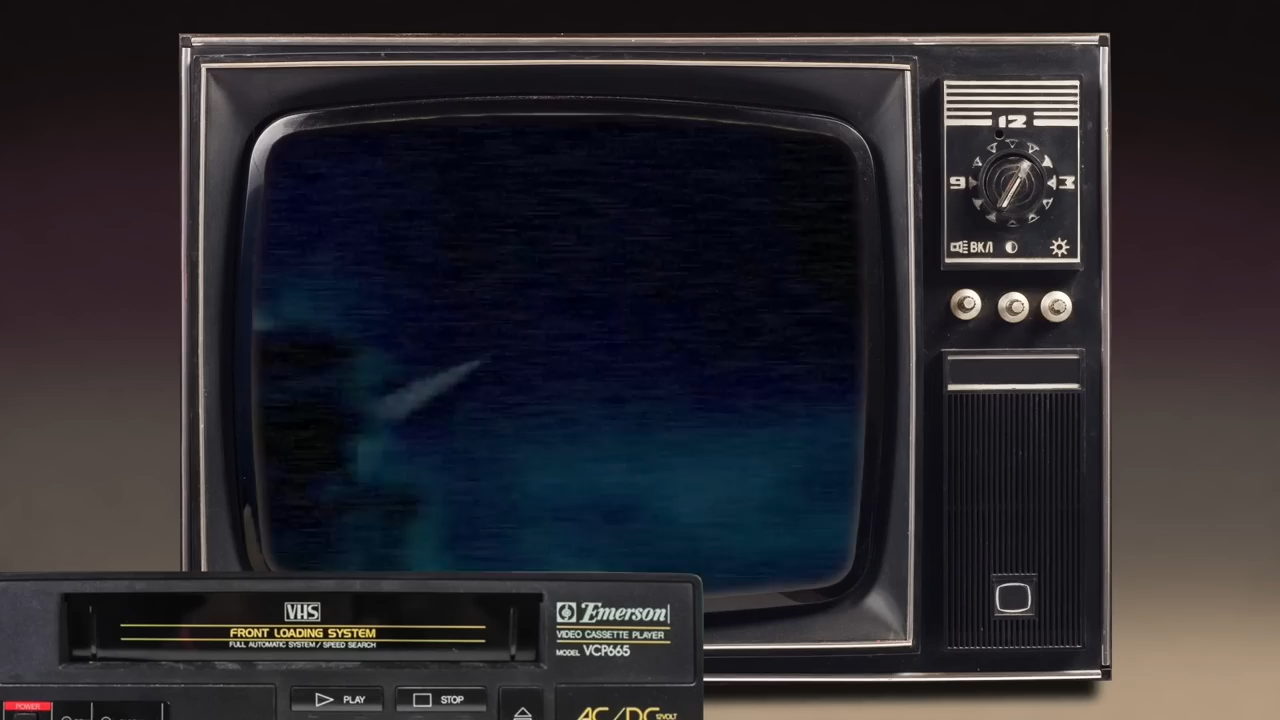 12
9 3
ВКЛ
VHS
FRONT LOADING SYSTEM
FULL AUTOMATIC SYSTEM / SPEED SEARCH
Emerson
VIDEO CASSETTE PLAYER
MODEL VCP665
PLAY STOP
POWER
AC/DC 12VOLT